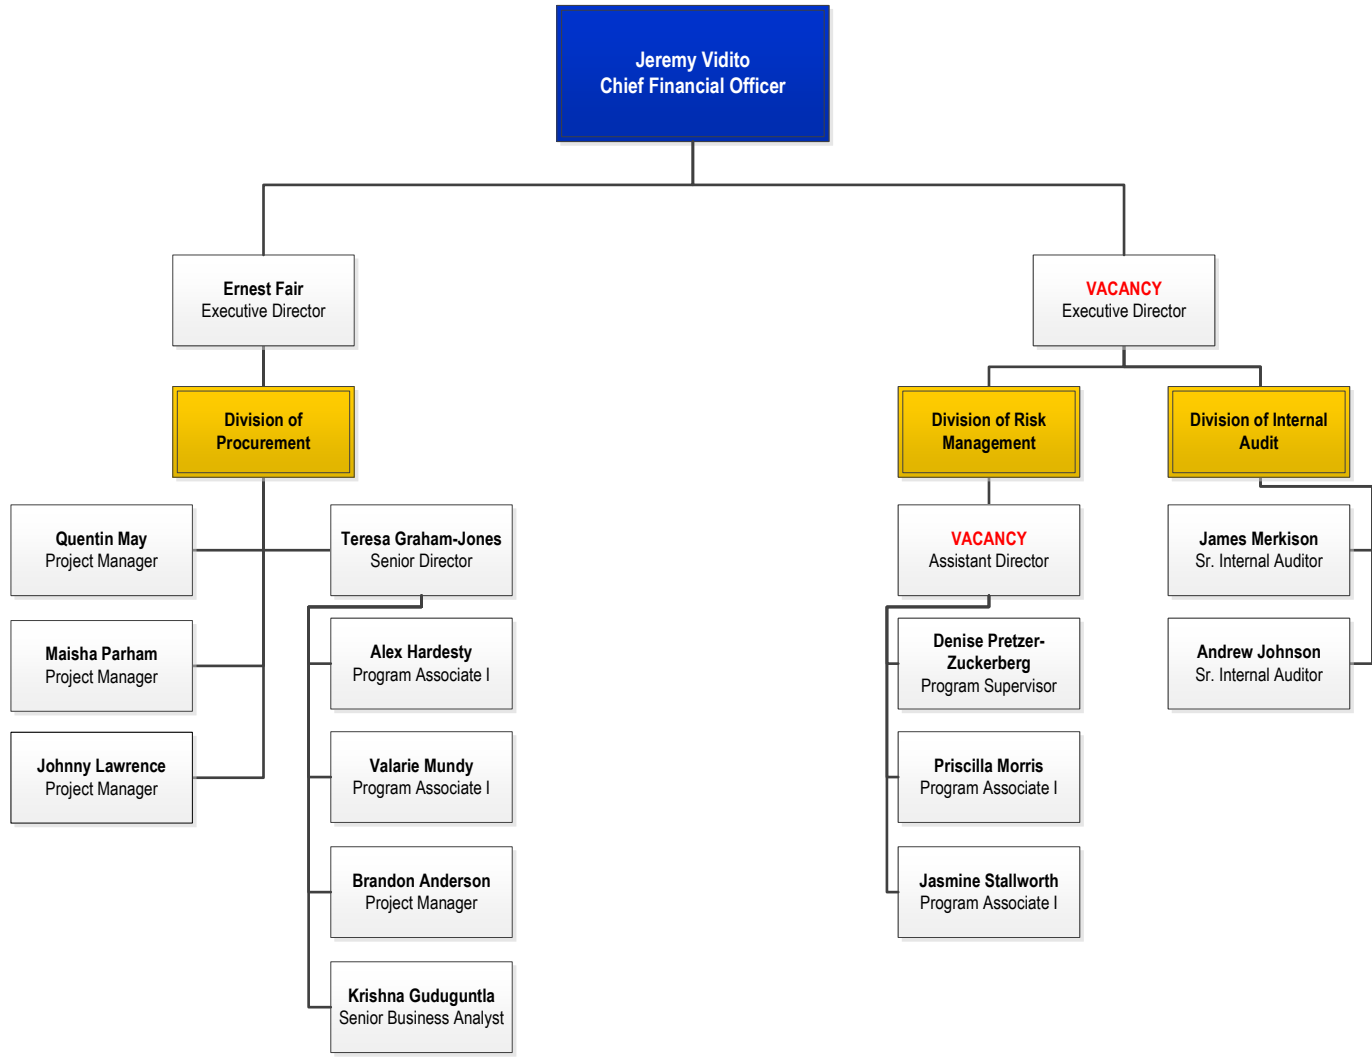 Jeremy Vidito
Chief Financial Officer
Ernest Fair
Executive Director
VACANCY
Executive Director
Division of
Procurement
Division of Risk
Management
Division of Internal
Audit
Quentin May
Project Manager
Teresa Graham-Jones
Senior Director
VACANCY
Assistant Director
James Merkison
Sr. Internal Auditor
Maisha Parham
Project Manager
Alex Hardesty
Program Associate I
Denise Pretzer-
Zuckerberg
Program Supervisor
Andrew Johnson
Sr. Internal Auditor
Johnny Lawrence
Project Manager
Valarie Mundy
Program Associate I
Priscilla Morris
Program Associate I
Brandon Anderson
Project Manager
Jasmine Stallworth
Program Associate I
Krishna Guduguntla
Senior Business Analyst